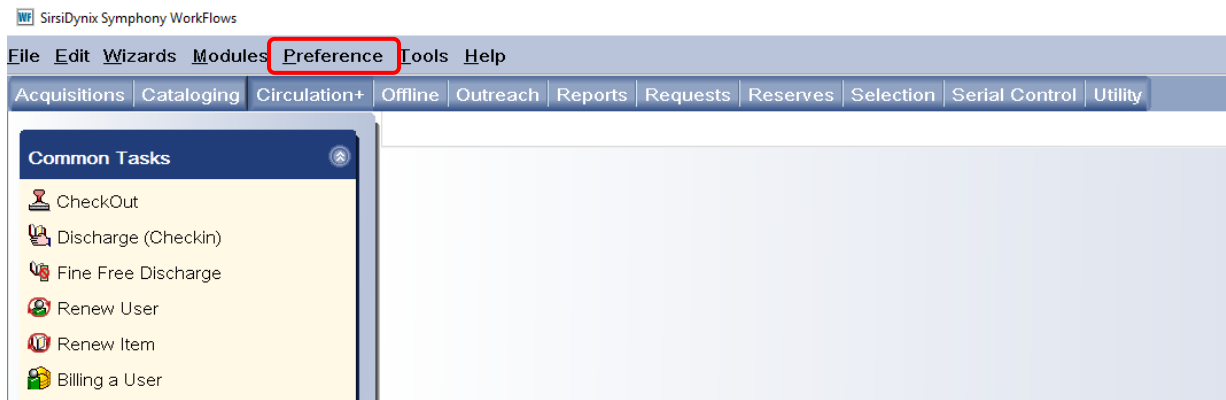 WF SirsiDynix Symphony WorkFlows
File Edit Wizards Modules Preference Tools Help
Acquisitions Cataloging Circulation+ Offline Outreach Reports Requests Reserves Selection Serial Control Utility
Common Tasks
CheckOut
Discharge (Checkin)
Fine Free Discharge
Renew User
Renew Item
Billing a User